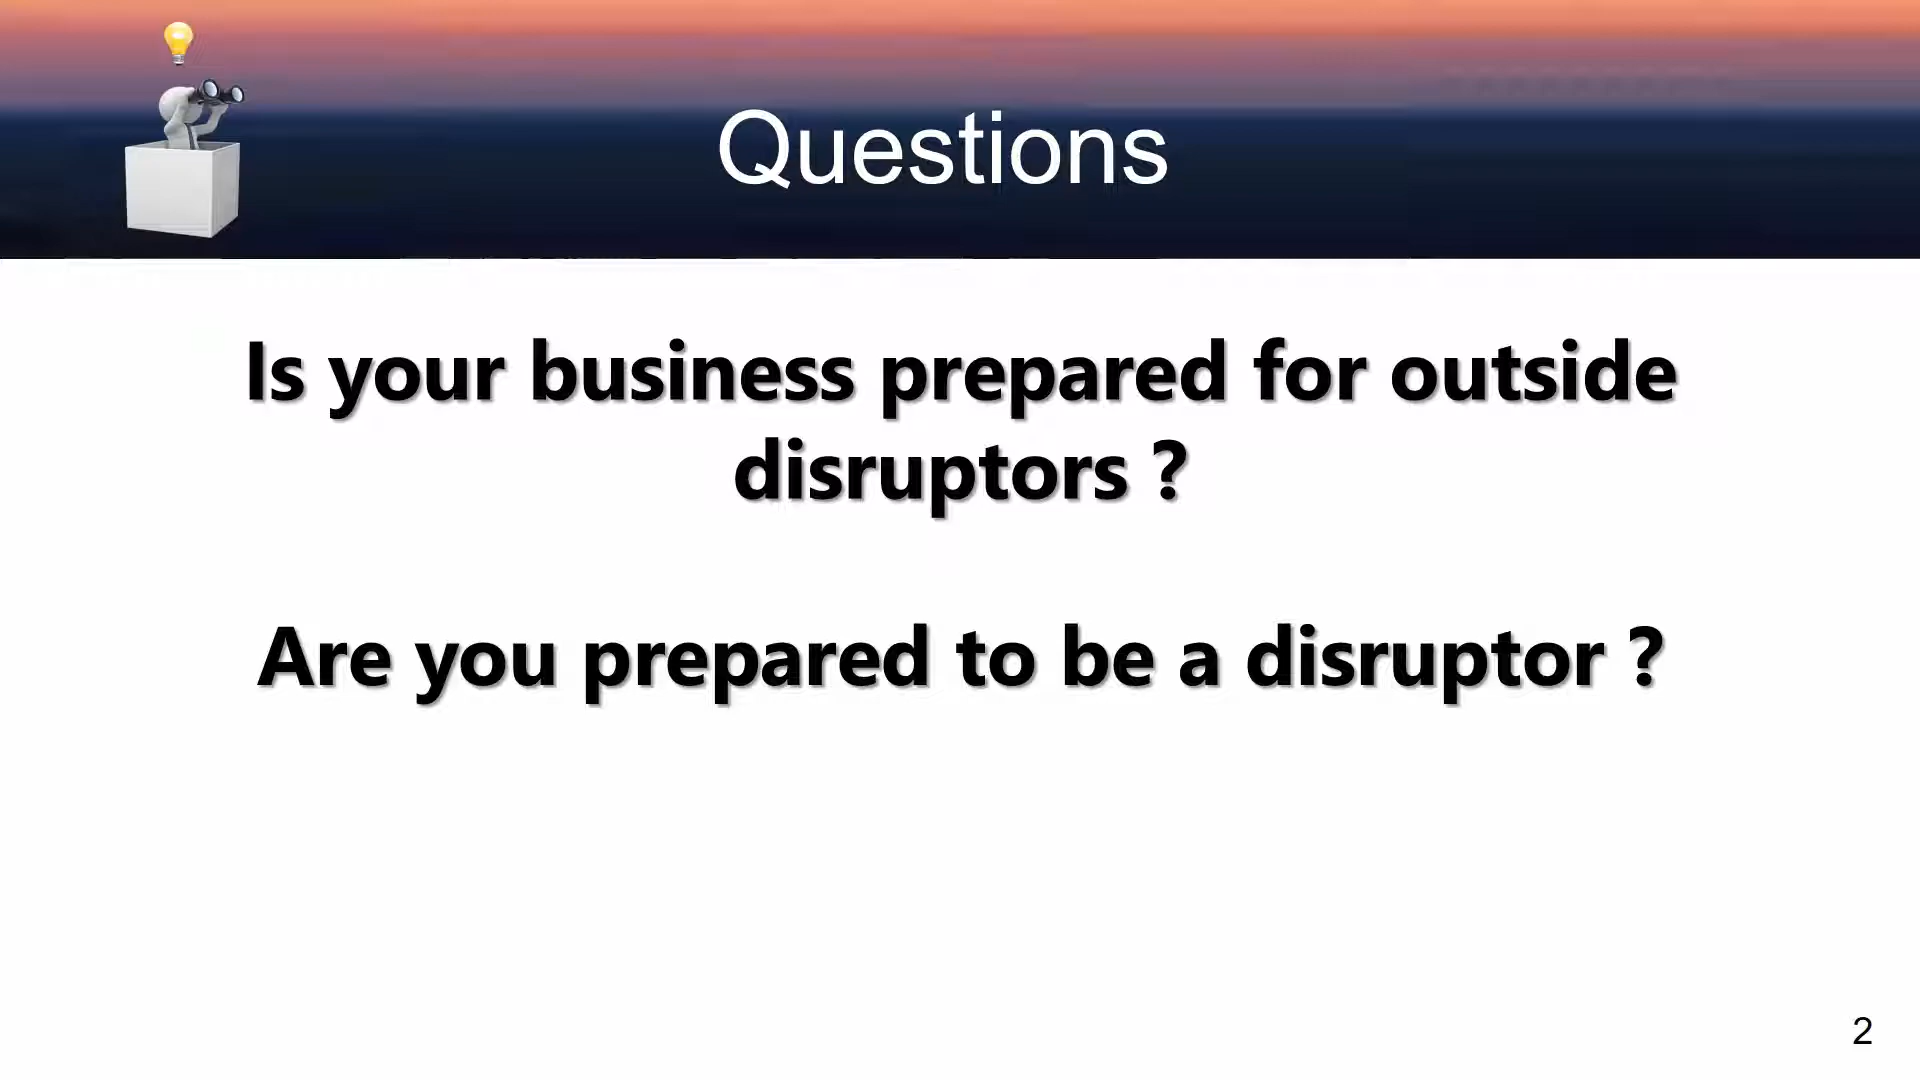 Questions
Is your business prepared for outside
disruptors ?
Are you prepared to be a disruptor ?
2